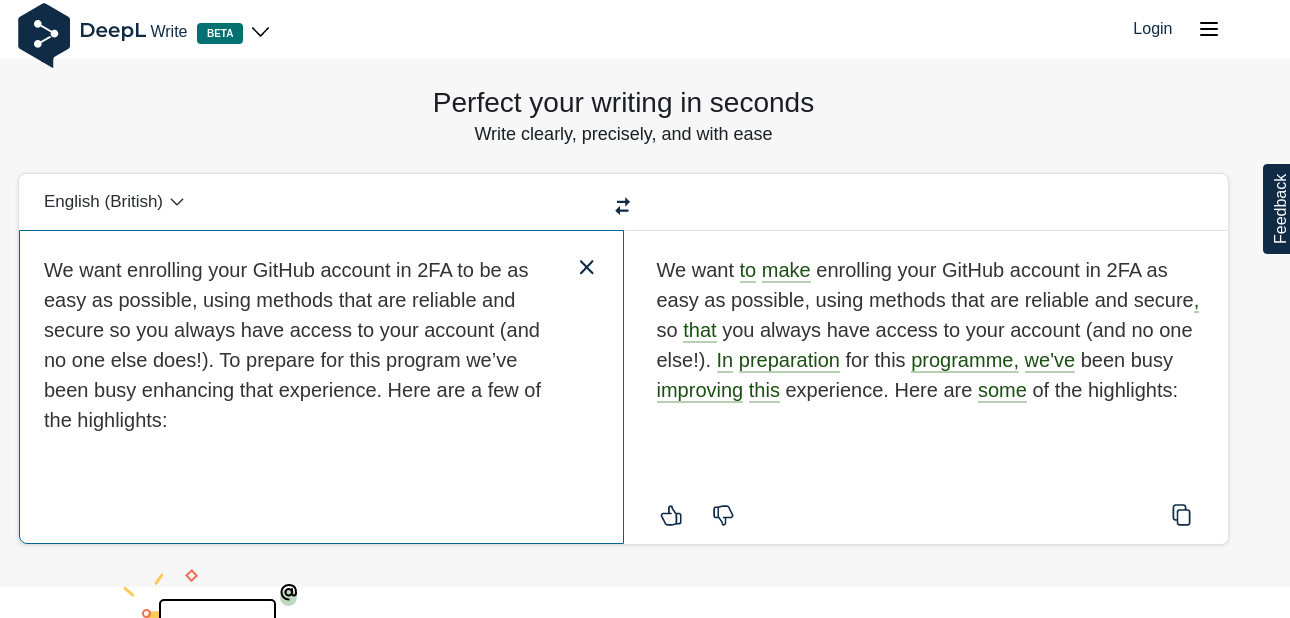 DeepL Write BETA
Login
Perfect your writing in seconds
Write clearly, precisely, and with ease
Feedback
English (British)
We want enrolling your GitHub account in 2FA to be as
easy as possible, using methods that are reliable and
secure so you always have access to your account (and
no one else does!). To prepare for this program we’ve
been busy enhancing that experience. Here are a few of
the highlights:
We want to make enrolling your GitHub account in 2FA as
easy as possible, using methods that are reliable and secure,
so that you always have access to your account (and no one
else!). In preparation for this programme, we've been busy
improving this experience. Here are some of the highlights:
@